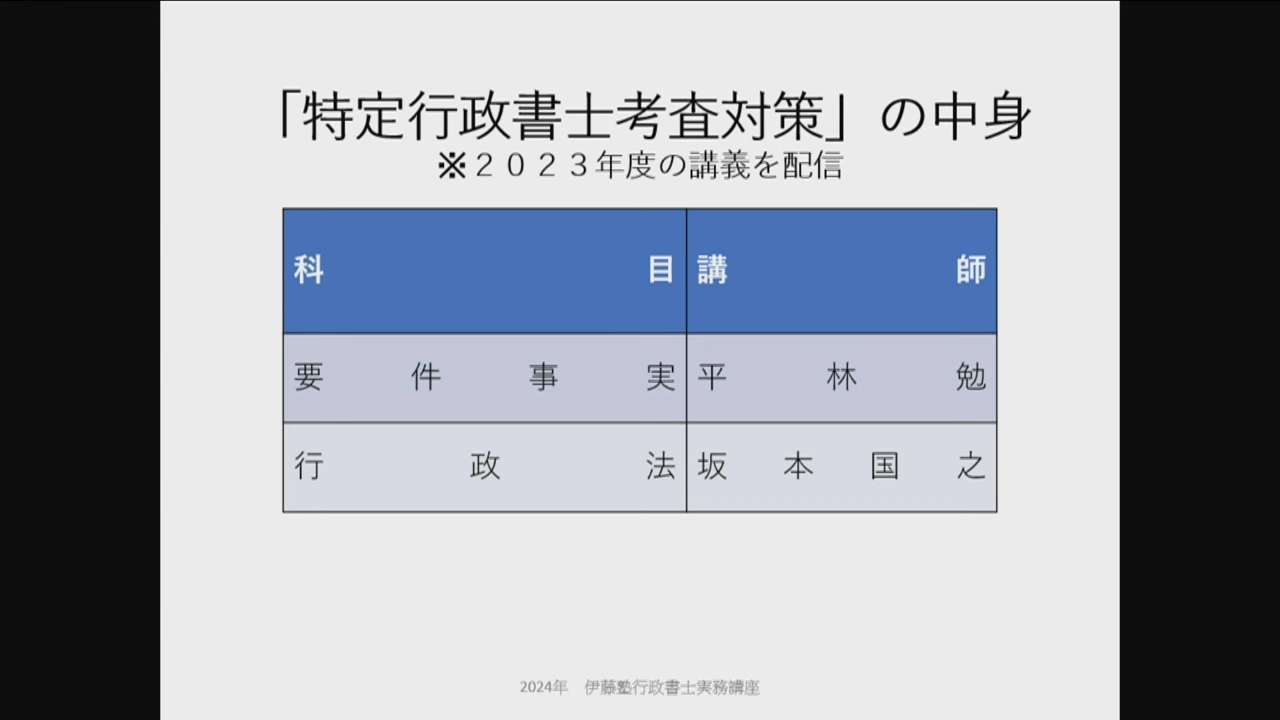 「特定行政書士考査対策」の中身
※２０２３年度の講義を配信
科目 講師
要件事実 平林勉
行政法 坂本国之
2024年　伊藤塾行政書士実務講座